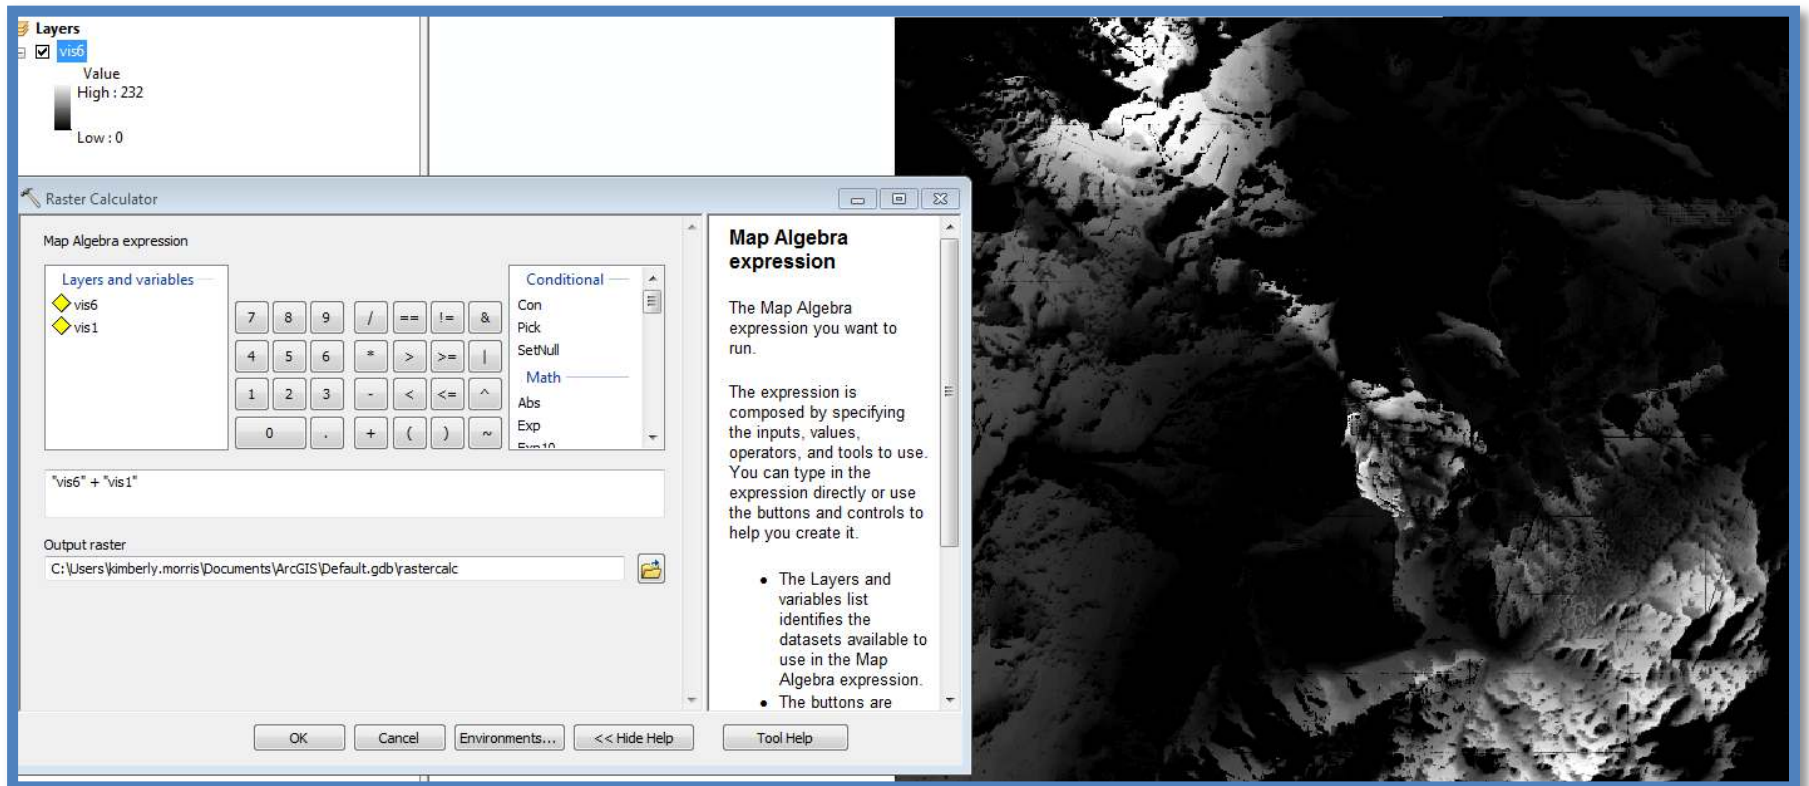 Layers
vis6
Value
High : 232
Low : 0
Raster Calculator
Map Algebra expression
Layers and variables
vis6
vis1
7 8 9 / == != &
4 5 6 * > >= |
1 2 3 - < <= ^
0 . + ( ) ~
Conditional
Con
Pick
SetNull
Math
Abs
Exp
Exp10
"vis6" + "vis1"
Output raster
C:\Users\kimberly.morris\Documents\ArcGIS\Default.gdb\rastercalc
OK Cancel Environments... << Hide Help Tool Help
Map Algebra
expression
The Map Algebra
expression you want to
run.
The expression is
composed by specifying
the inputs, values,
operators, and tools to use.
You can type in the
expression directly or use
the buttons and controls to
help you create it.
• The Layers and
variables list
identifies the
datasets available to
use in the Map
Algebra expression.
• The buttons are